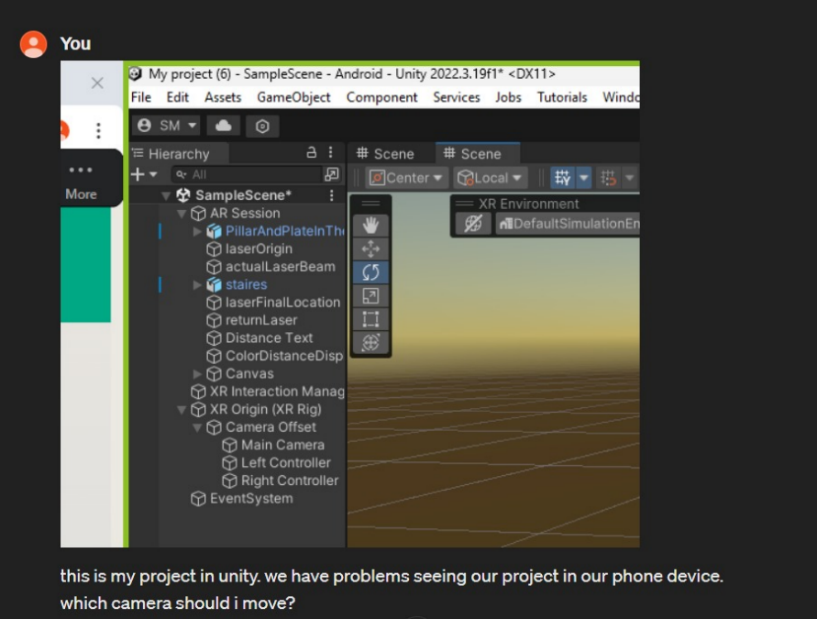 You
My project (6) - SampleScene - Android - Unity 2022.3.19f1* <DX11>
File Edit Assets GameObject Component Services Jobs Tutorials Windo
SM
Hierarchy
Scene
Scene
All
Center
Local
More
SampleScene*
XR Environment
AR Session
DefaultSimulationEn
PillarAndPlateInThe
laserOrigin
actualLaserBeam
staires
laserFinalLocation
returnLaser
Distance Text
ColorDistanceDisp
Canvas
XR Interaction Manag
XR Origin (XR Rig)
Camera Offset
Main Camera
Left Controller
Right Controller
EventSystem
this is my project in unity. we have problems seeing our project in our phone device.
which camera should i move?